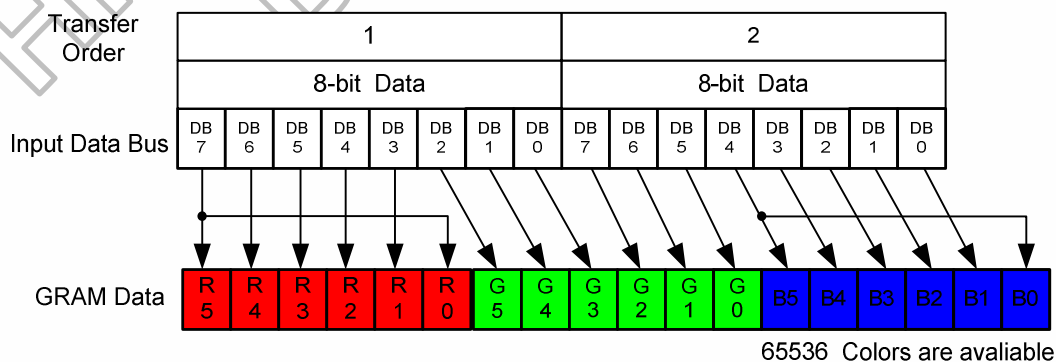 Transfer Order 1 2
8-bit Data 8-bit Data
Input Data Bus DB 7 DB 6 DB 5 DB 4 DB 3 DB 2 DB 1 DB 0 DB 7 DB 6 DB 5 DB 4 DB 3 DB 2 DB 1 DB 0
GRAM Data R 5 R 4 R 3 R 2 R 1 R 0 G 5 G 4 G 3 G 2 G 1 G 0 B5 B4 B3 B2 B1 B0
65536 Colors are avaliable